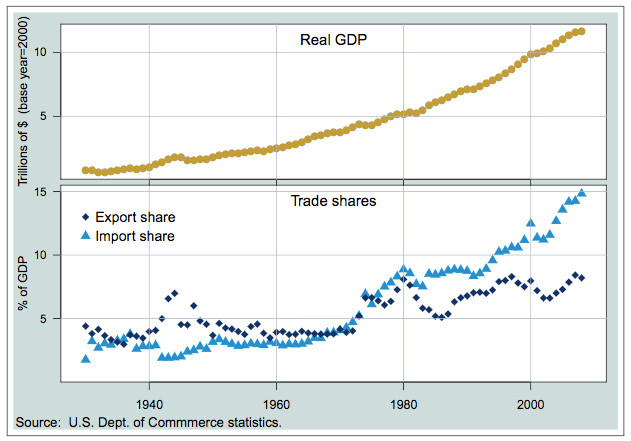 Real GDP
Trillions of $ (base year=2000)
10
5
Trade shares
Export share
Import share
% of GDP
15
10
5
1940 1960 1980 2000
Source: U.S. Dept. of Commmerce statistics.